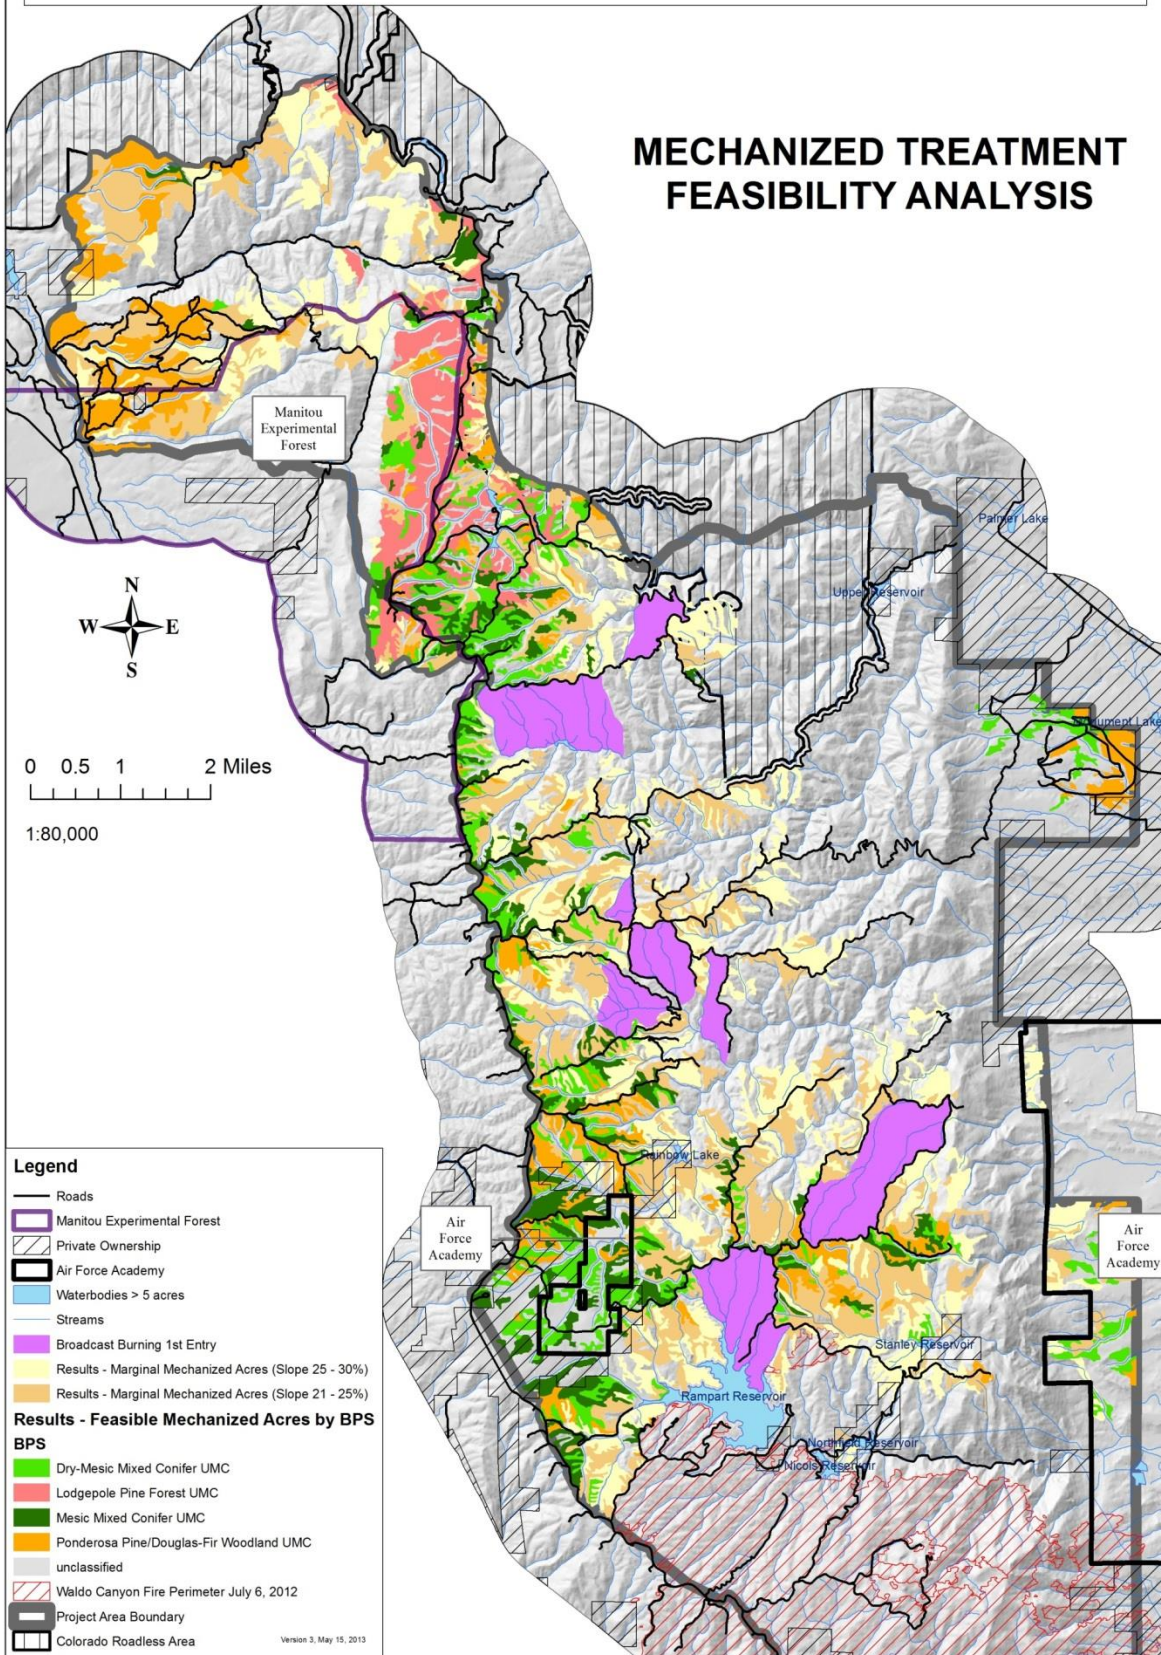 MECHANIZED TREATMENT
FEASIBILITY ANALYSIS
Manitou
Experimental
Forest
Palmer Lake
Upper Reservoir
N
W
E
S
Monument Lake
0 0.5 1 2 Miles
1:80,000
Rainbow Lake
Air
Force
Academy
Air
Force
Academy
Stanley Reservoir
Rampart Reservoir
Northfield Reservoir
Nicols Reservoir
Legend
Roads
Manitou Experimental Forest
Private Ownership
Air Force Academy
Waterbodies > 5 acres
Streams
Broadcast Burning 1st Entry
Results - Marginal Mechanized Acres (Slope 25 - 30%)
Results - Marginal Mechanized Acres (Slope 21 - 25%)
Results - Feasible Mechanized Acres by BPS
BPS
Dry-Mesic Mixed Conifer UMC
Lodgepole Pine Forest UMC
Mesic Mixed Conifer UMC
Ponderosa Pine/Douglas-Fir Woodland UMC
unclassified
Waldo Canyon Fire Perimeter July 6, 2012
Project Area Boundary
Colorado Roadless Area
Version 3, May 15, 2013